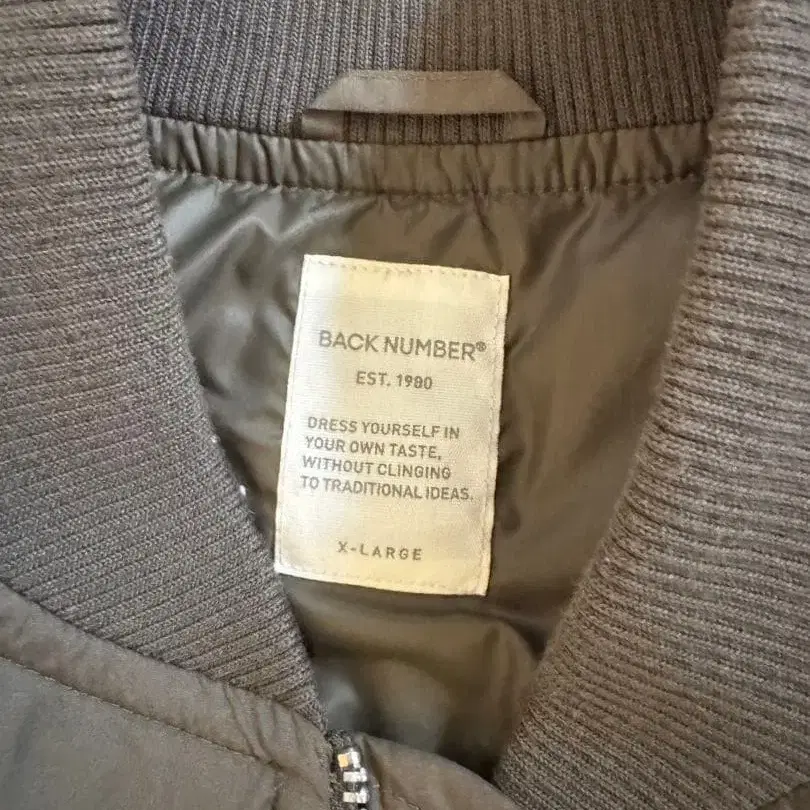 BACK NUMBER®
EST. 1980
DRESS YOURSELF IN
YOUR OWN TASTE,
WITHOUT CLINGING
TO TRADITIONAL IDEAS.
X-LARGE